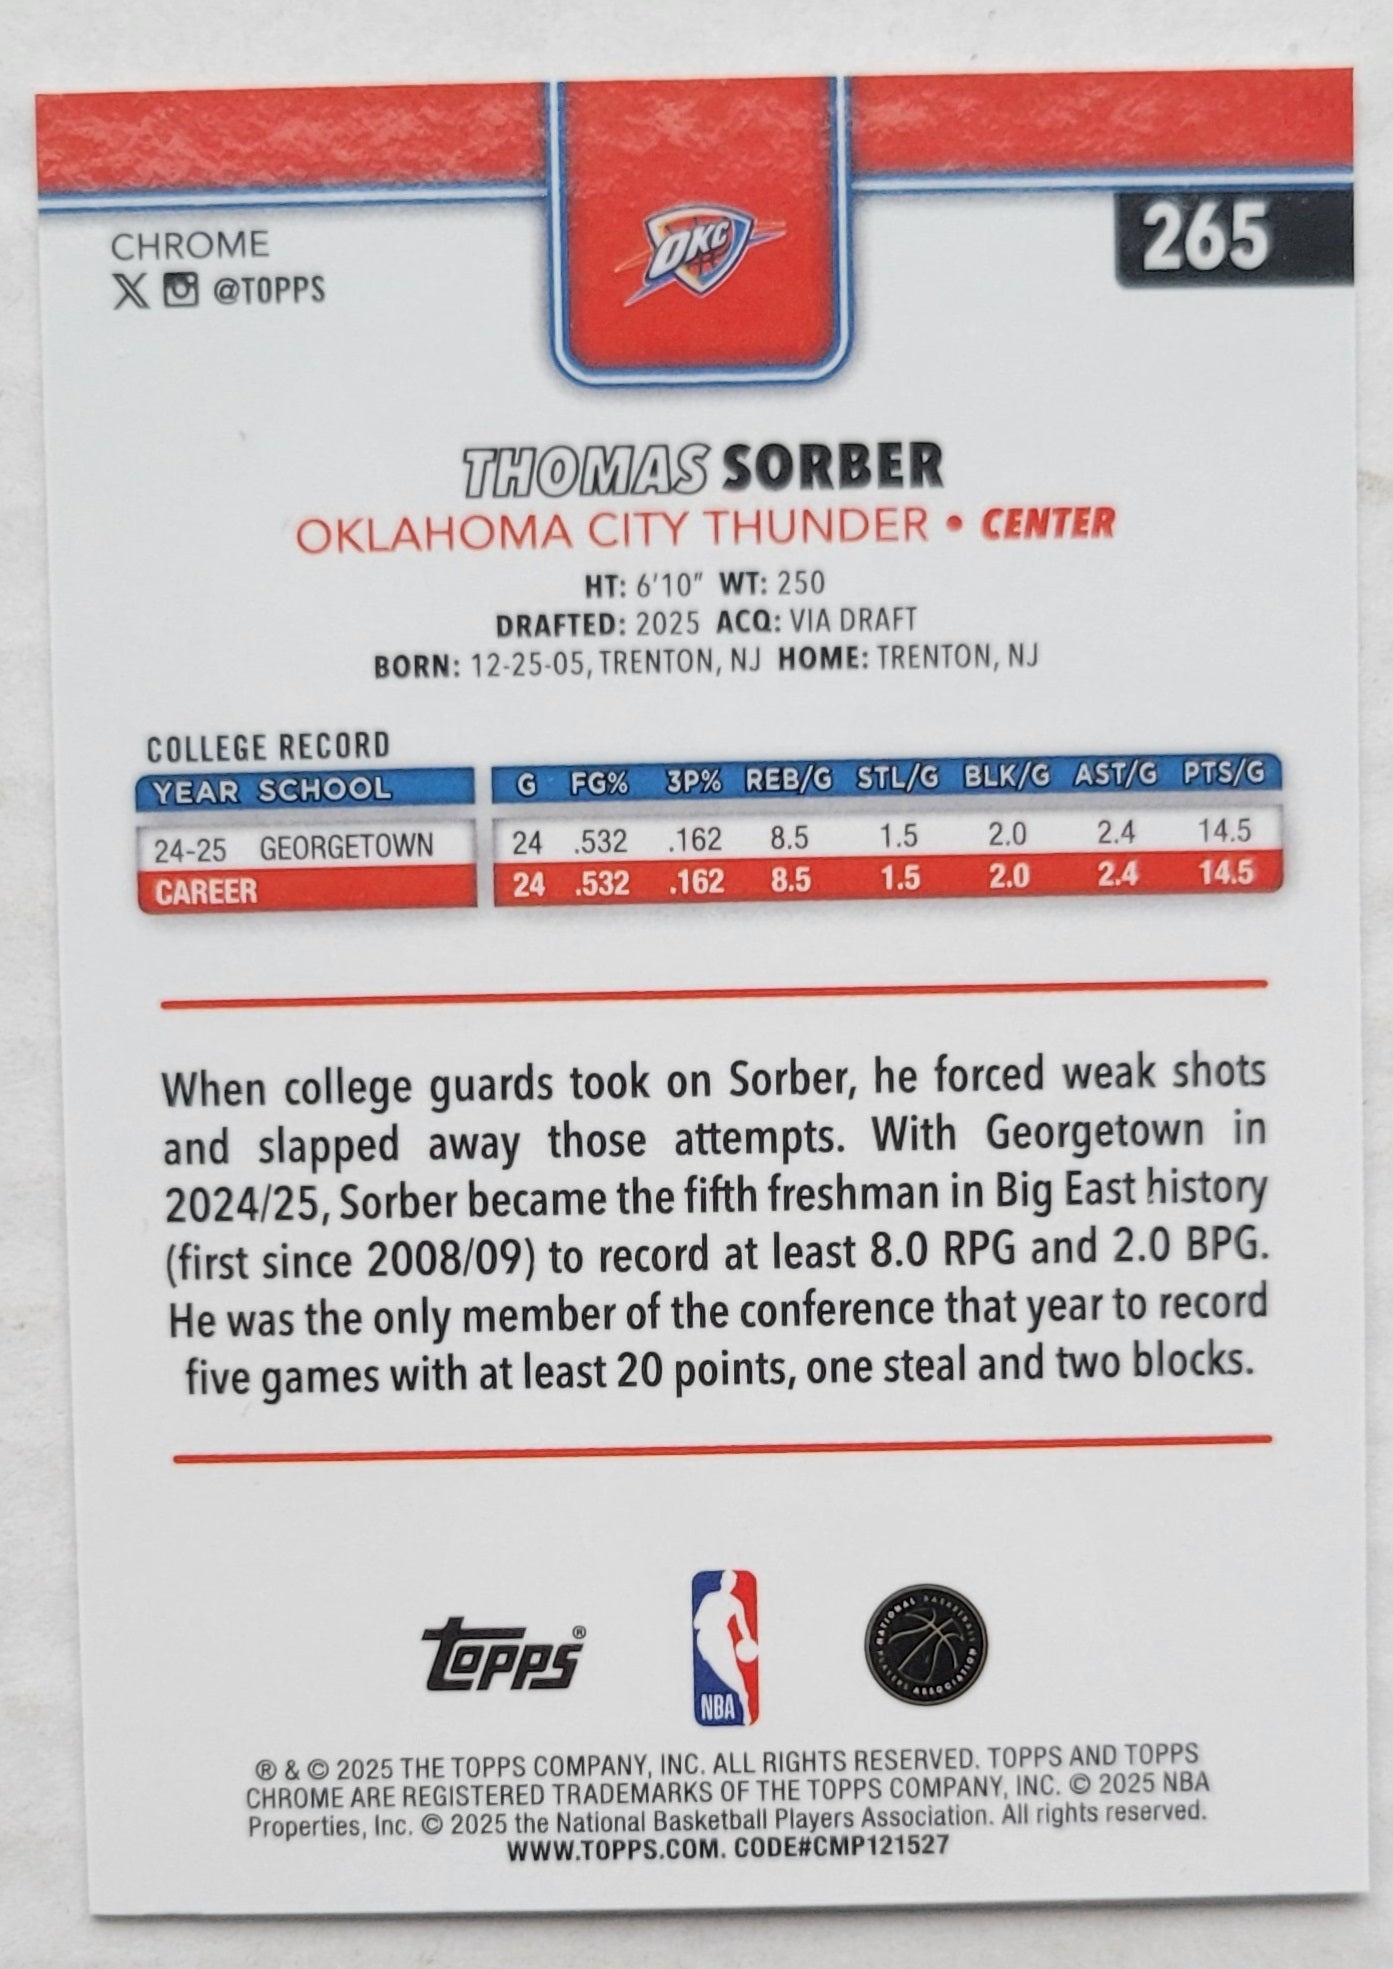 OKC
265
CHROME
X @TOPPS
THOMAS SORBER
OKLAHOMA CITY THUNDER • CENTER
HT: 6'10" WT: 250
DRAFTED: 2025 ACQ: VIA DRAFT
BORN: 12-25-05, TRENTON, NJ HOME: TRENTON, NJ
COLLEGE RECORD
YEAR SCHOOL G FG% 3P% REB/G STL/G BLK/G AST/G PTS/G
24-25 GEORGETOWN 24 .532 .162 8.5 1.5 2.0 2.4 14.5
CAREER 24 .532 .162 8.5 1.5 2.0 2.4 14.5
When college guards took on Sorber, he forced weak shots
and slapped away those attempts. With Georgetown in
2024/25, Sorber became the fifth freshman in Big East history
(first since 2008/09) to record at least 8.0 RPG and 2.0 BPG.
He was the only member of the conference that year to record
five games with at least 20 points, one steal and two blocks.
TOPPS®
NBA
NATIONAL BASKETBALL PLAYERS ASSOCIATION
® & © 2025 THE TOPPS COMPANY, INC. ALL RIGHTS RESERVED. TOPPS AND TOPPS
CHROME ARE REGISTERED TRADEMARKS OF THE TOPPS COMPANY, INC. © 2025 NBA
Properties, Inc. © 2025 the National Basketball Players Association. All rights reserved.
WWW.TOPPS.COM. CODE#CMP121527